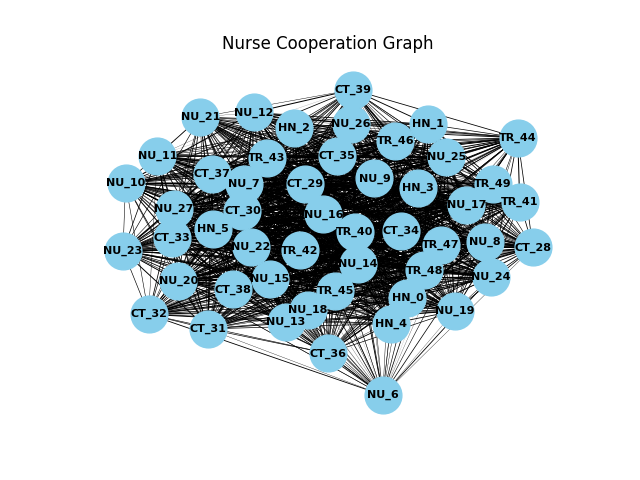 Nurse Cooperation Graph
CT_39
NU_21
NU_12
HN_2
NU_26
HN_1
TR_44
TR_46
NU_11
TR_43
CT_35
NU_25
NU_10
CT_37
NU_7
CT_29
NU_9
HN_3
TR_49
TR_41
NU_27
CT_30
NU_16
NU_17
CT_33
HN_5
TR_40
CT_34
NU_23
NU_22
TR_42
TR_47
NU_8
CT_28
NU_14
NU_20
NU_15
TR_48
NU_24
CT_38
TR_45
HN_0
CT_32
NU_18
NU_19
CT_31
NU_13
HN_4
CT_36
NU_6